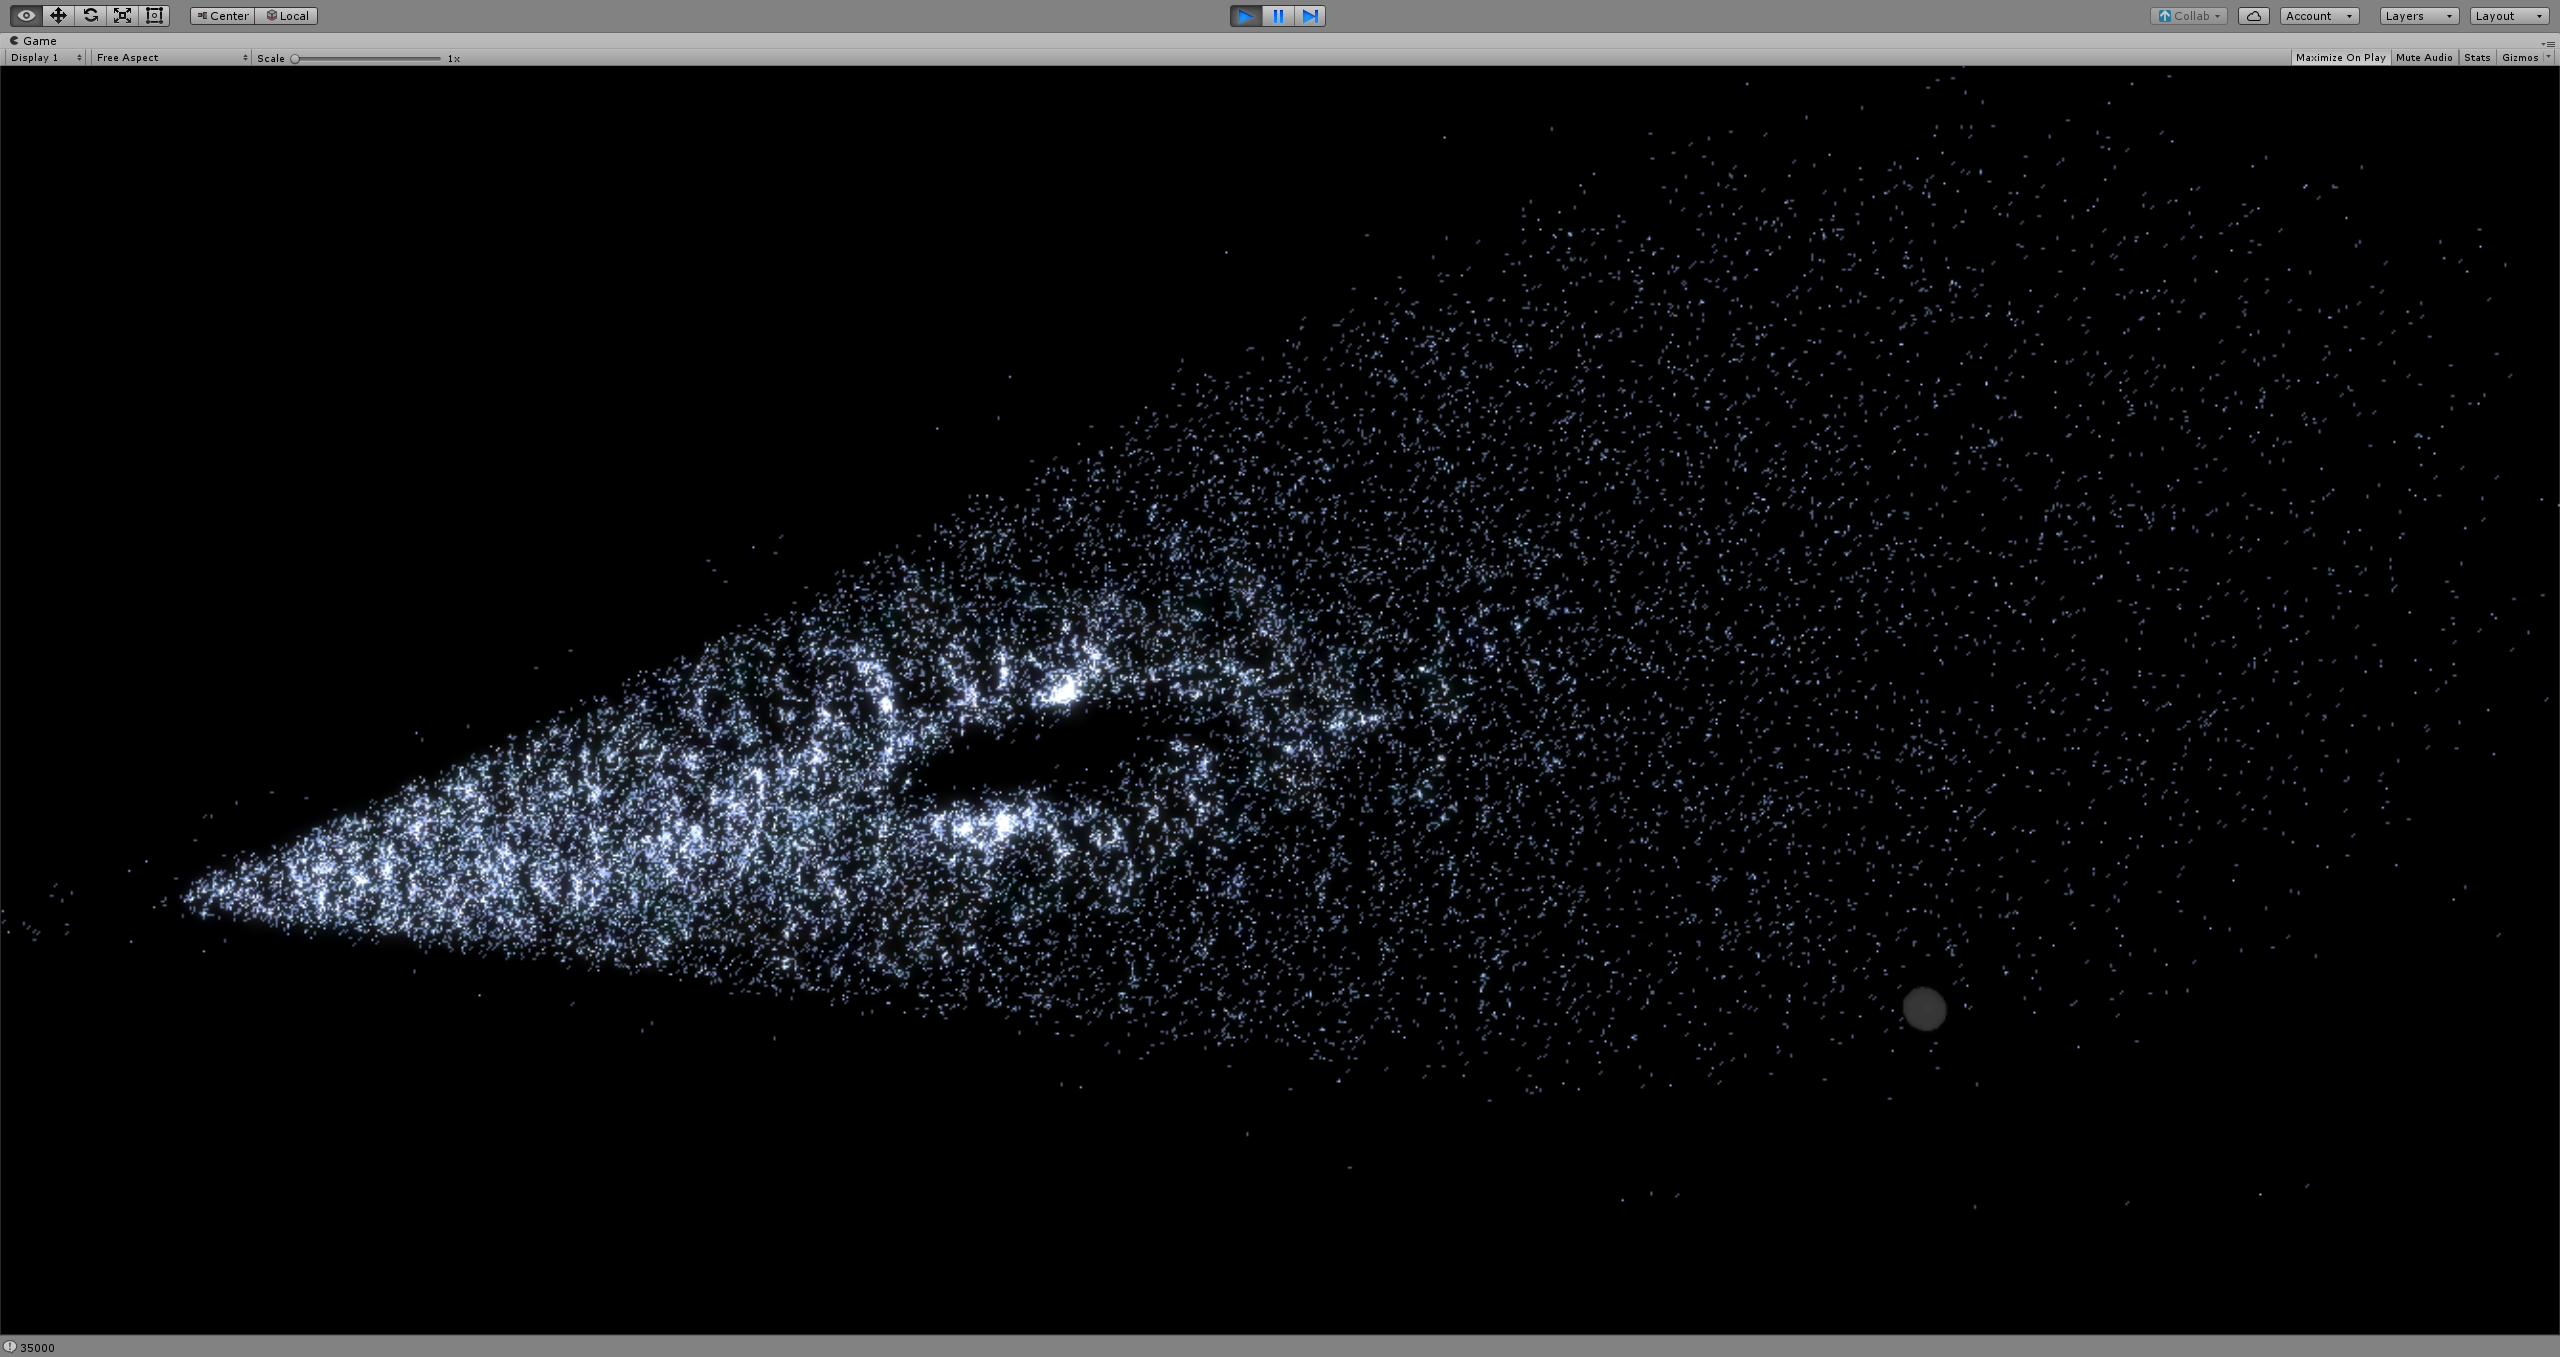 Center Local Collab Account Layers Layout
Game
Display 1 Free Aspect Scale 1x Maximize On Play Mute Audio Stats Gizmos
35000